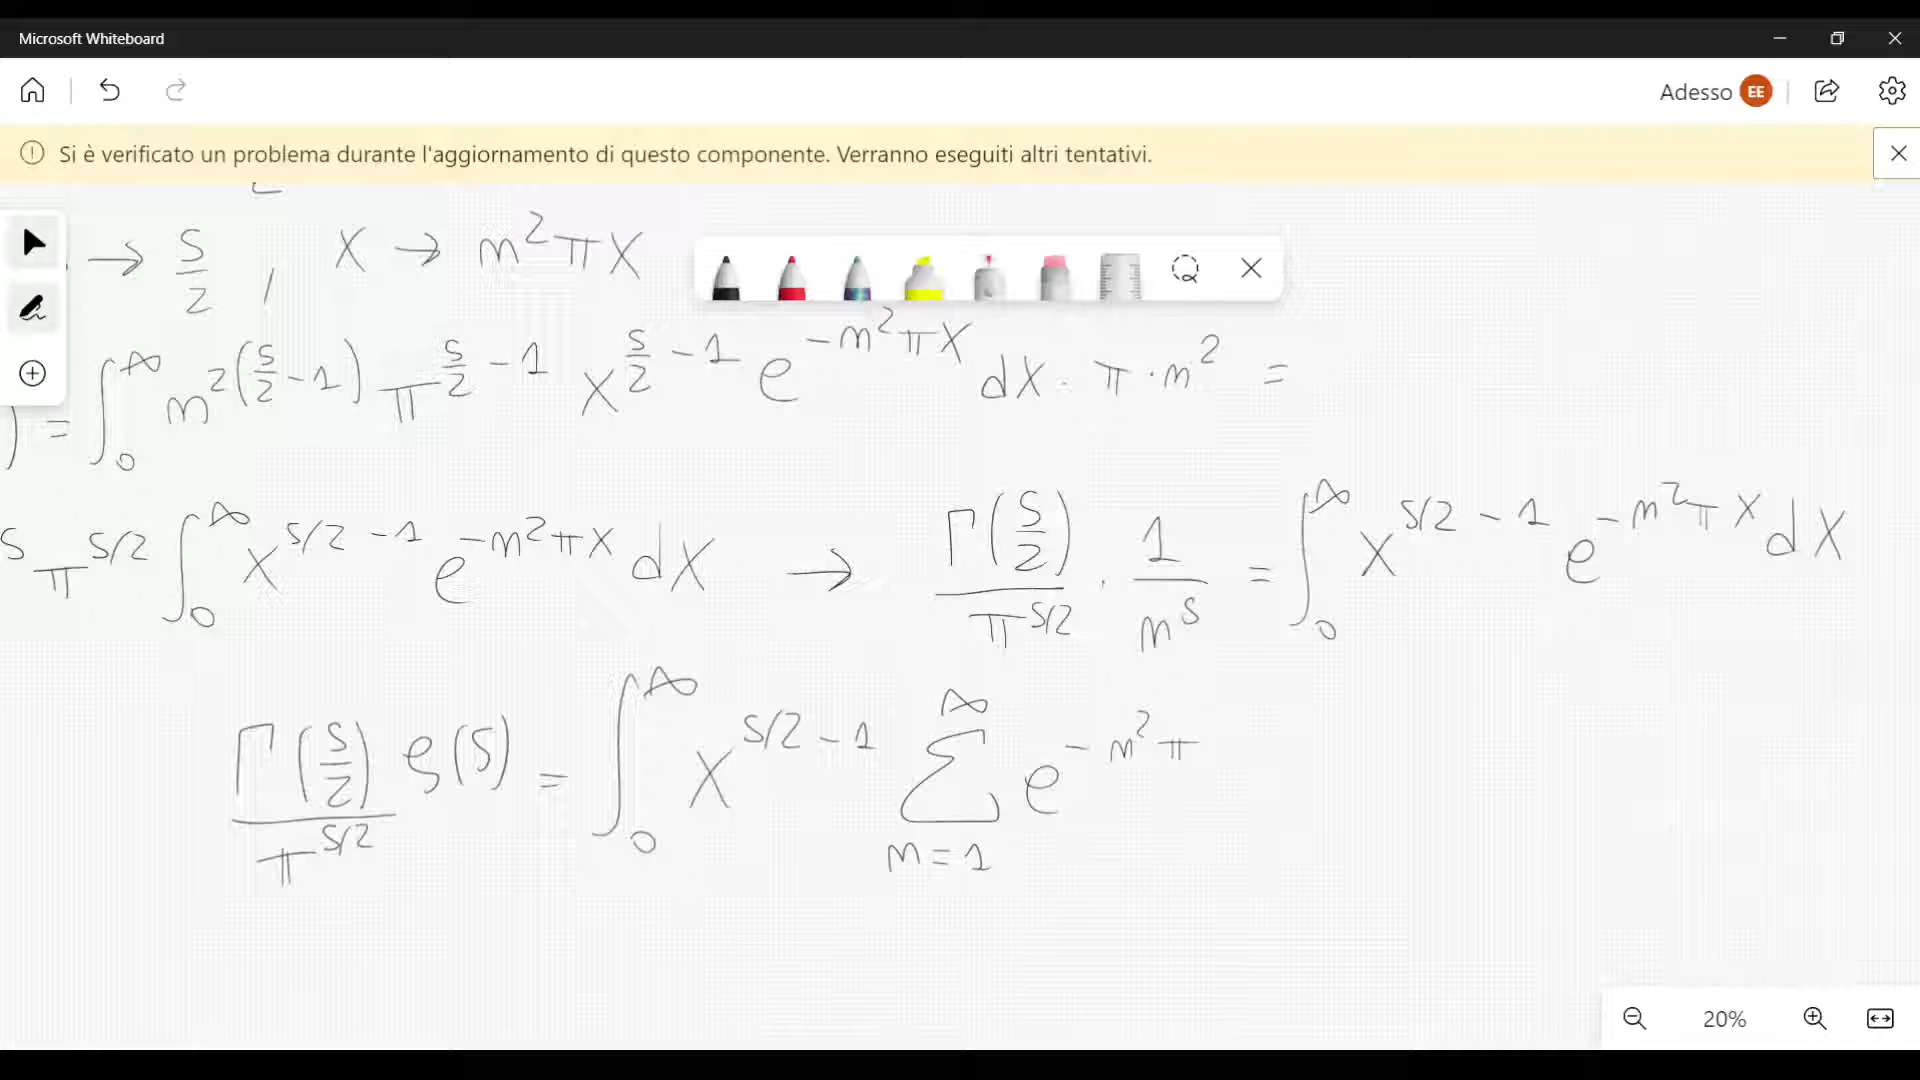 Microsoft Whiteboard
Adesso EE
Si è verificato un problema durante l'aggiornamento di questo componente. Verranno eseguiti altri tentativi.
→ s/2 , x → n²πx
) = ∫₀^∞ n^{2(s/2 - 1)} π^{s/2 - 1} x^{s/2 - 1} e^{-n²πx} dx · π · n² =
s π^{s/2} ∫₀^∞ x^{s/2 - 1} e^{-n²πx} dx → Γ(s/2)/π^{s/2} · 1/n^s = ∫₀^∞ x^{s/2 - 1} e^{-n²πx} dx
Γ(s/2)/π^{s/2} ζ(s) = ∫₀^∞ x^{s/2 - 1} ∑_{n=1}^∞ e^{-n²π
20%